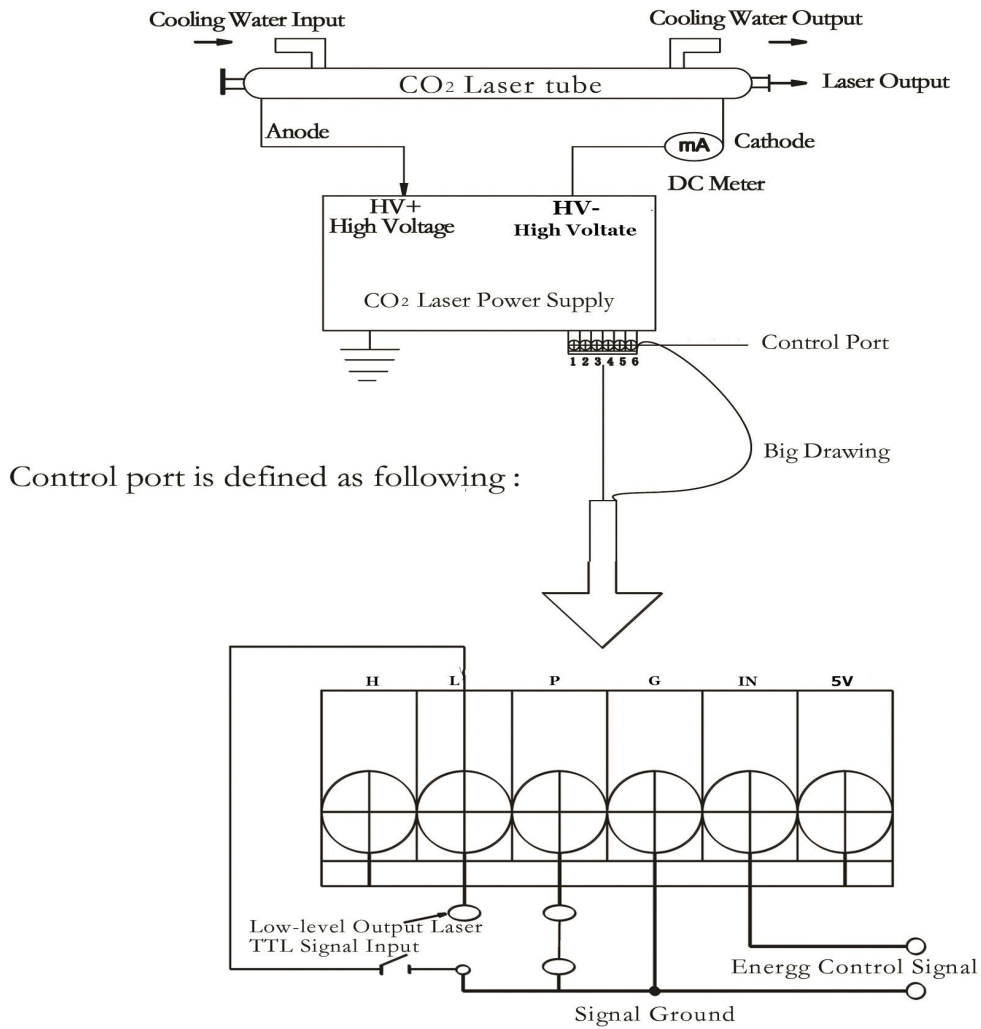 Cooling Water Input
Cooling Water Output
CO2 Laser tube
Laser Output
Anode
mA
Cathode
DC Meter
HV+
High Voltage
HV-
High Voltate
CO2 Laser Power Supply
Control Port
1 2 3 4 5 6
Big Drawing
Control port is defined as following :
H L P G IN 5V
Low-level Output Laser
TTL Signal Input
Energg Control Signal
Signal Ground